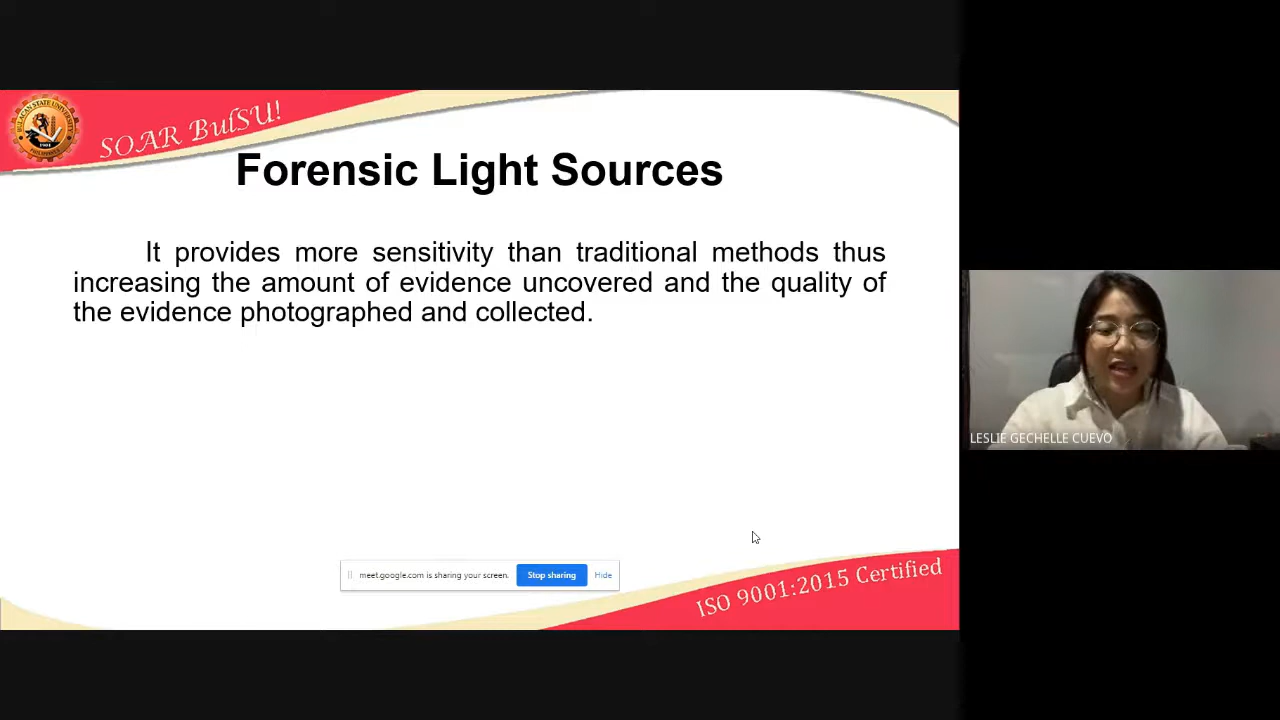 SOAR BulSU!
Forensic Light Sources
It provides more sensitivity than traditional methods thus
increasing the amount of evidence uncovered and the quality of
the evidence photographed and collected.
LESLIE GECHELLE CUEVO
meet.google.com is sharing your screen. Stop sharing Hide
ISO 9001:2015 Certified